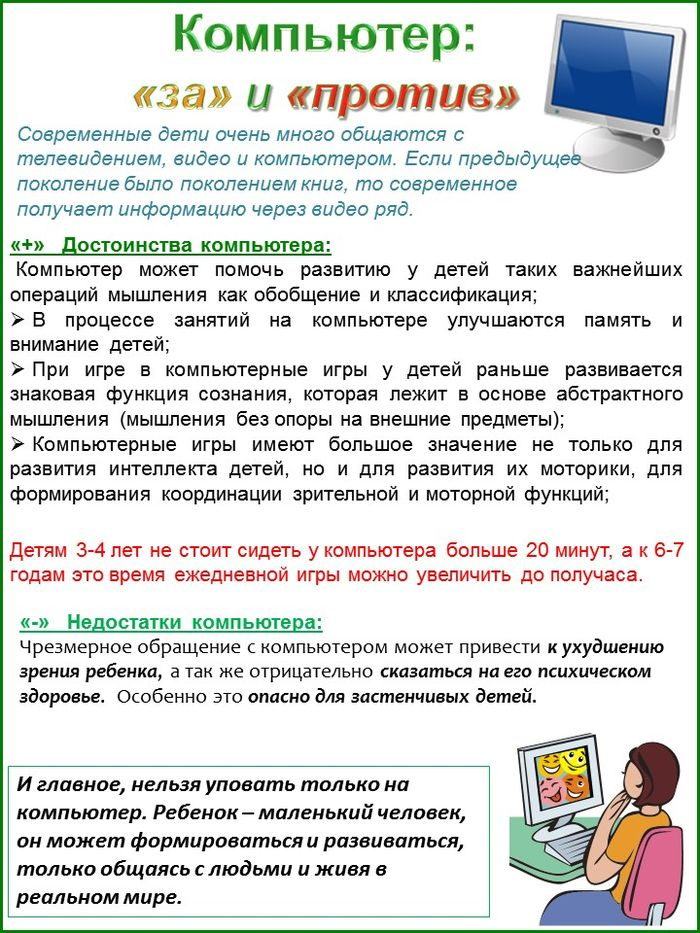 Компьютер:
«за» и «против»
Современные дети очень много общаются с
телевидением, видео и компьютером. Если предыдущее
поколение было поколением книг, то современное
получает информацию через видео ряд.
«+» Достоинства компьютера:
Компьютер может помочь развитию у детей таких важнейших
операций мышления как обобщение и классификация;
➢ В процессе занятий на компьютере улучшаются память и
внимание детей;
➢ При игре в компьютерные игры у детей раньше развивается
знаковая функция сознания, которая лежит в основе абстрактного
мышления (мышления без опоры на внешние предметы);
➢ Компьютерные игры имеют большое значение не только для
развития интеллекта детей, но и для развития их моторики, для
формирования координации зрительной и моторной функций;
Детям 3-4 лет не стоит сидеть у компьютера больше 20 минут, а к 6-7
годам это время ежедневной игры можно увеличить до получаса.
«-» Недостатки компьютера:
Чрезмерное обращение с компьютером может привести к ухудшению
зрения ребенка, а так же отрицательно сказаться на его психическом
здоровье. Особенно это опасно для застенчивых детей.
И главное, нельзя уповать только на
компьютер. Ребенок – маленький человек,
он может формироваться и развиваться,
только общаясь с людьми и живя в
реальном мире.